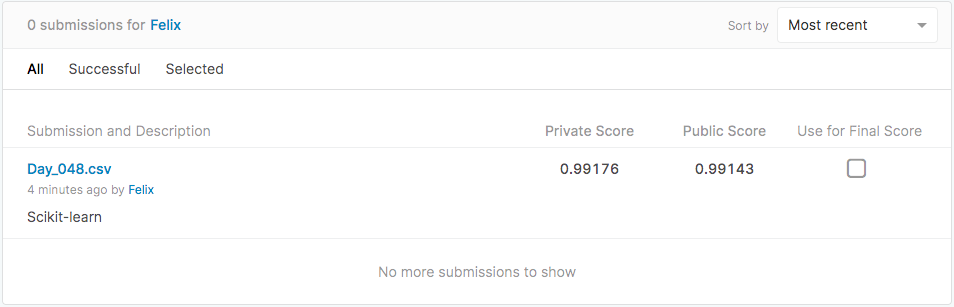 0 submissions for Felix
Sort by Most recent
All Successful Selected
Submission and Description Private Score Public Score Use for Final Score
Day_048.csv 0.99176 0.99143
4 minutes ago by Felix
Scikit-learn
No more submissions to show